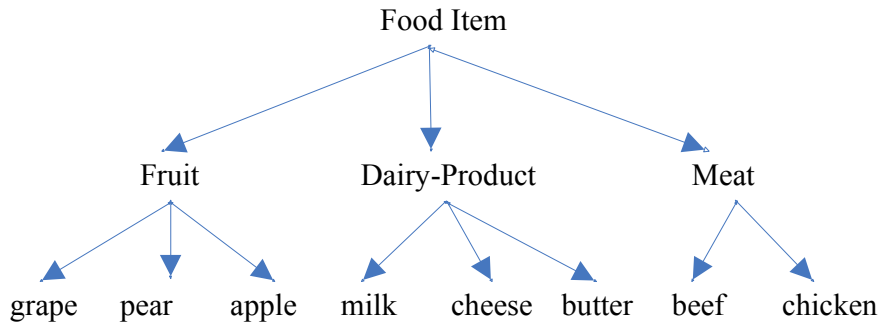 Food Item
Fruit Dairy-Product Meat
grape pear apple milk cheese butter beef chicken